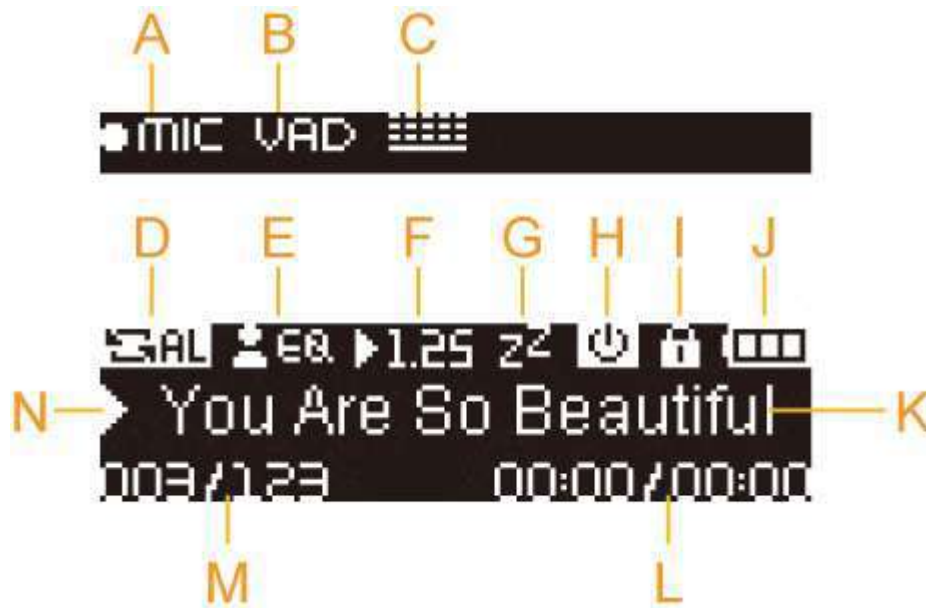 A B C
MIC VAD
D E F G H I J
AL EQ 1.25 zz
N You Are So Beautiful K
003/123 00:00/00:00
M L